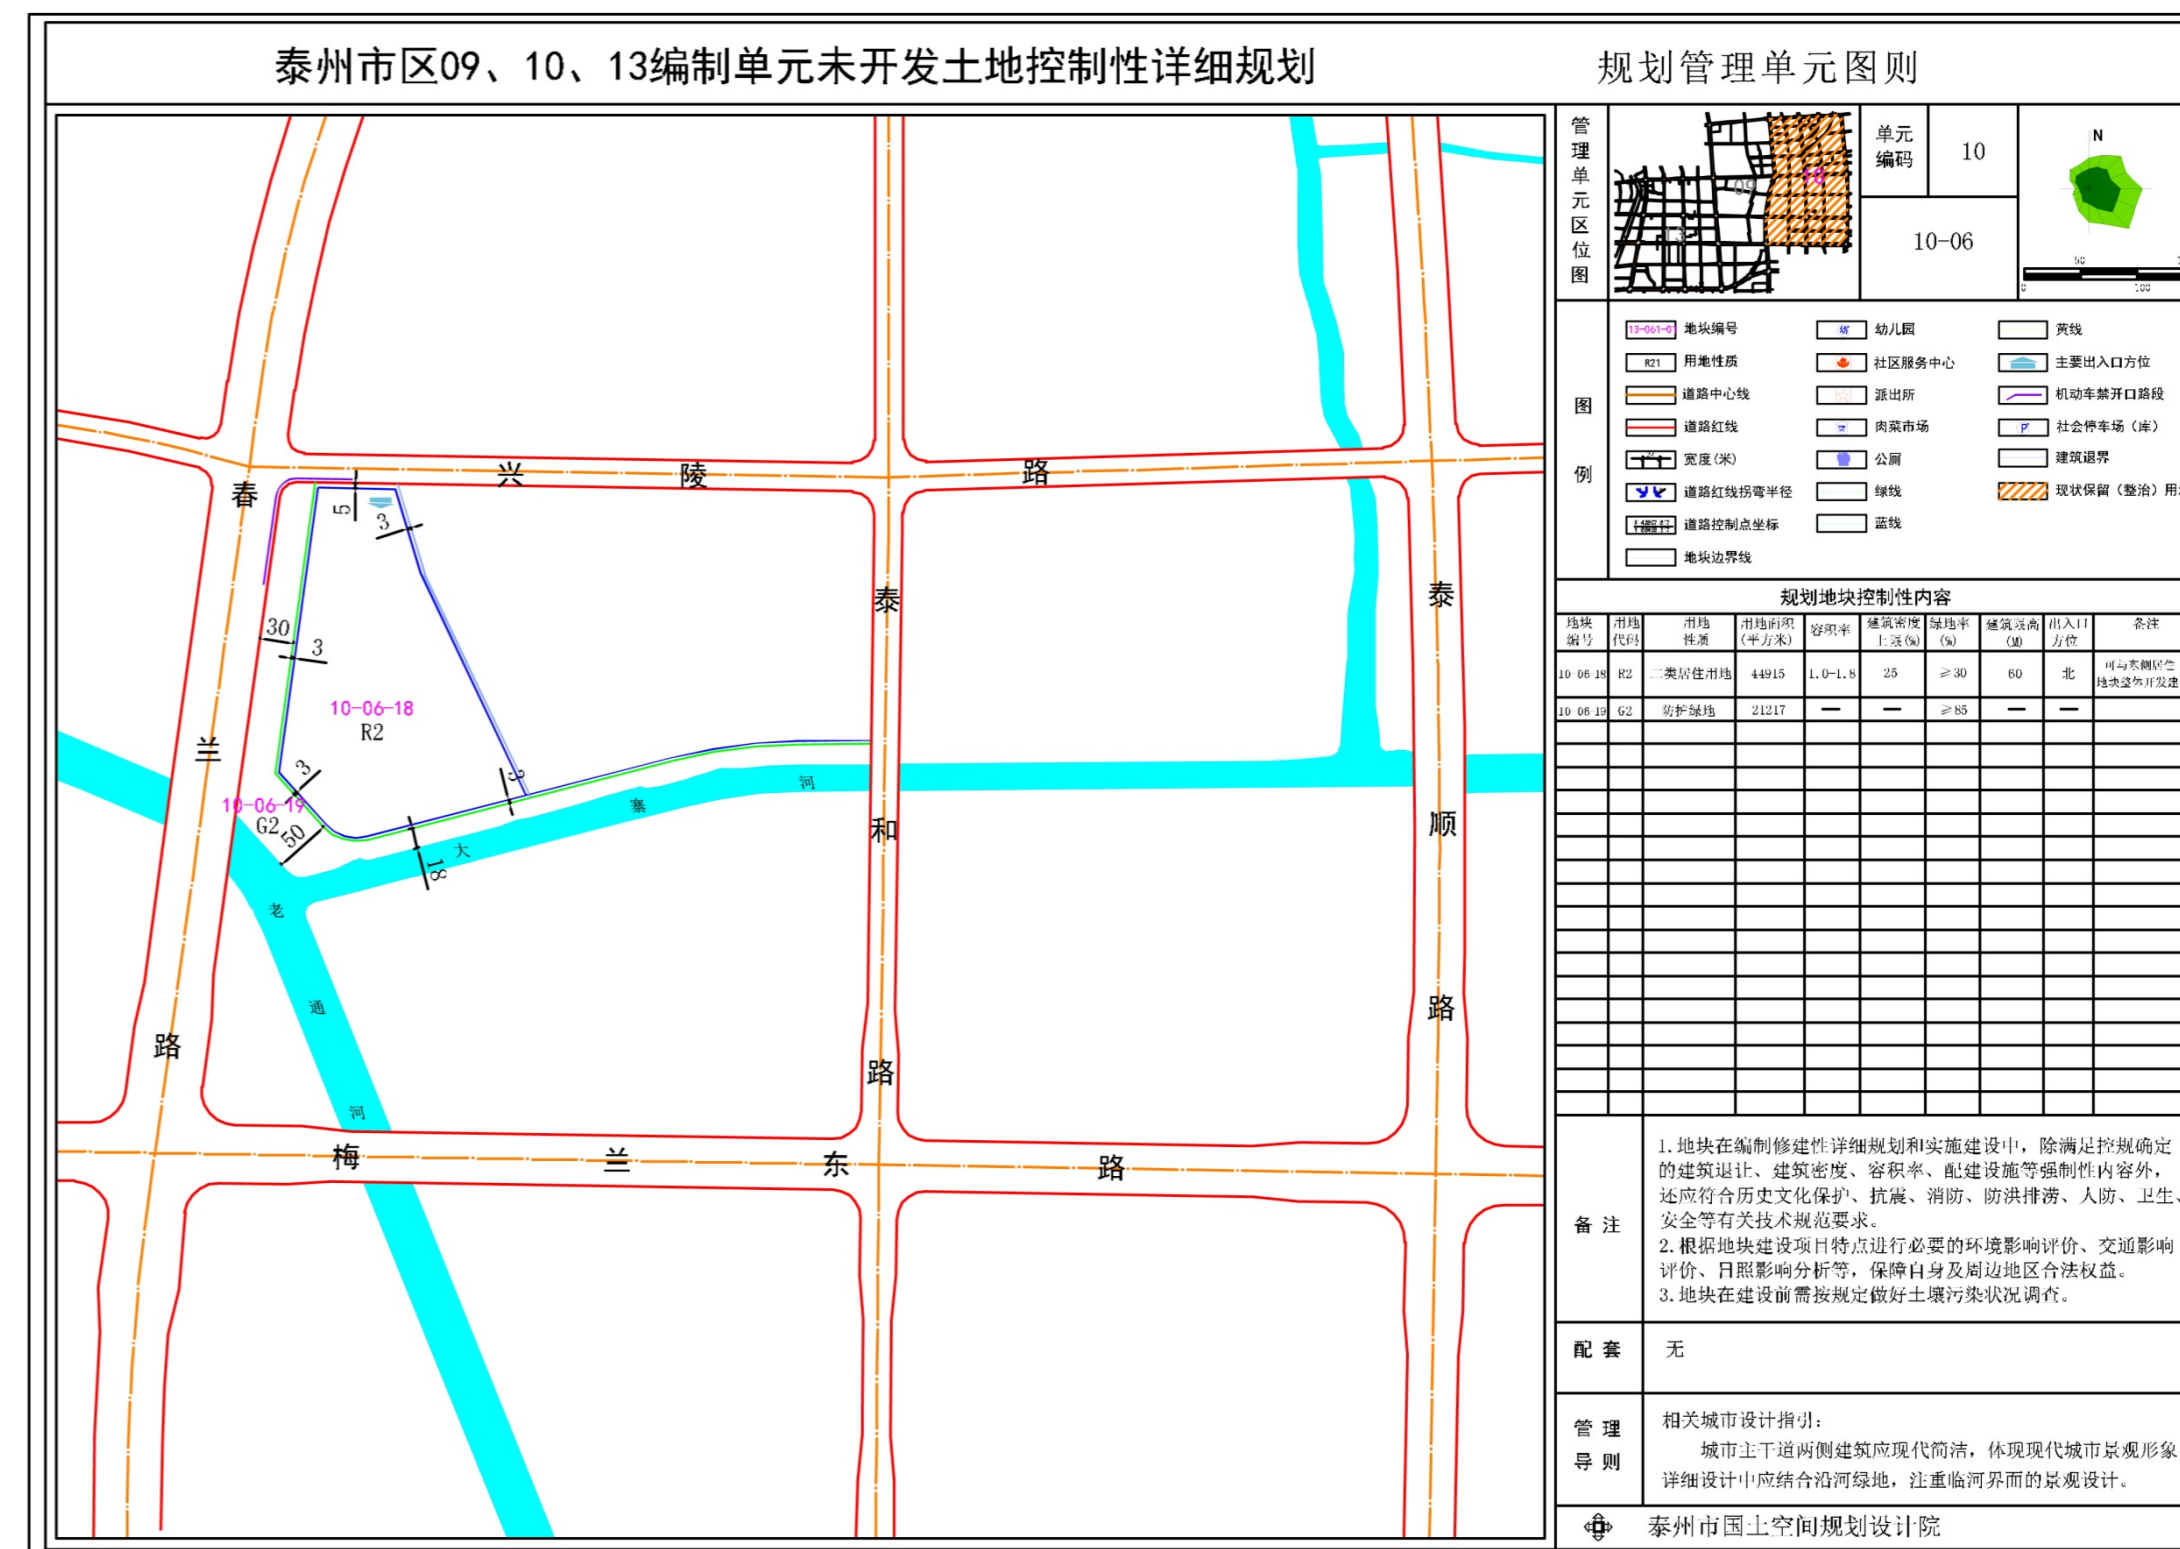 泰州市区09、10、13编制单元未开发土地控制性详细规划
规划管理单元图则
管理单元区位图
09
10
13
单元编码
10
10-06
N
50
0
100
图例
13-061-01 地块编号
R21 用地性质
道路中心线
道路红线
宽度(米)
道路红线拐弯半径
道路控制点坐标
地块边界线
幼 幼儿园
社区服务中心
派出所
肉菜市场
公厕
绿线
蓝线
黄线
主要出入口方位
机动车禁开口路段
P 社会停车场（库）
建筑退界
现状保留（整治）用
规划地块控制性内容
地块编号 用地代码 用地性质 用地面积(平方米) 容积率 建筑密度上限(%) 绿地率(%) 建筑限高(M) 出入口方位 备注
10-06-18 R2 二类居住用地 44915 1.0-1.8 25 ≥30 60 北 可与东侧居住地块整体开发建
10-06-19 G2 防护绿地 21217 — — ≥85 — —
备注
1.地块在编制修建性详细规划和实施建设中，除满足控规确定
的建筑退让、建筑密度、容积率、配建设施等强制性内容外，
还应符合历史文化保护、抗震、消防、防洪排涝、人防、卫生、
安全等有关技术规范要求。
2.根据地块建设项目特点进行必要的环境影响评价、交通影响
评价、日照影响分析等，保障自身及周边地区合法权益。
3.地块在建设前需按规定做好土壤污染状况调查。
配套
无
管理导则
相关城市设计指引：
城市主干道两侧建筑应现代简洁，体现现代城市景观形象
详细设计中应结合沿河绿地，注重临河界面的景观设计。
泰州市国土空间规划设计院
兴陵路
春兰路
泰和路
泰顺路
梅兰东路
大寨河
老通河
5
3
30
3
10-06-18
R2
3
3
10-06-19
G2
50
18